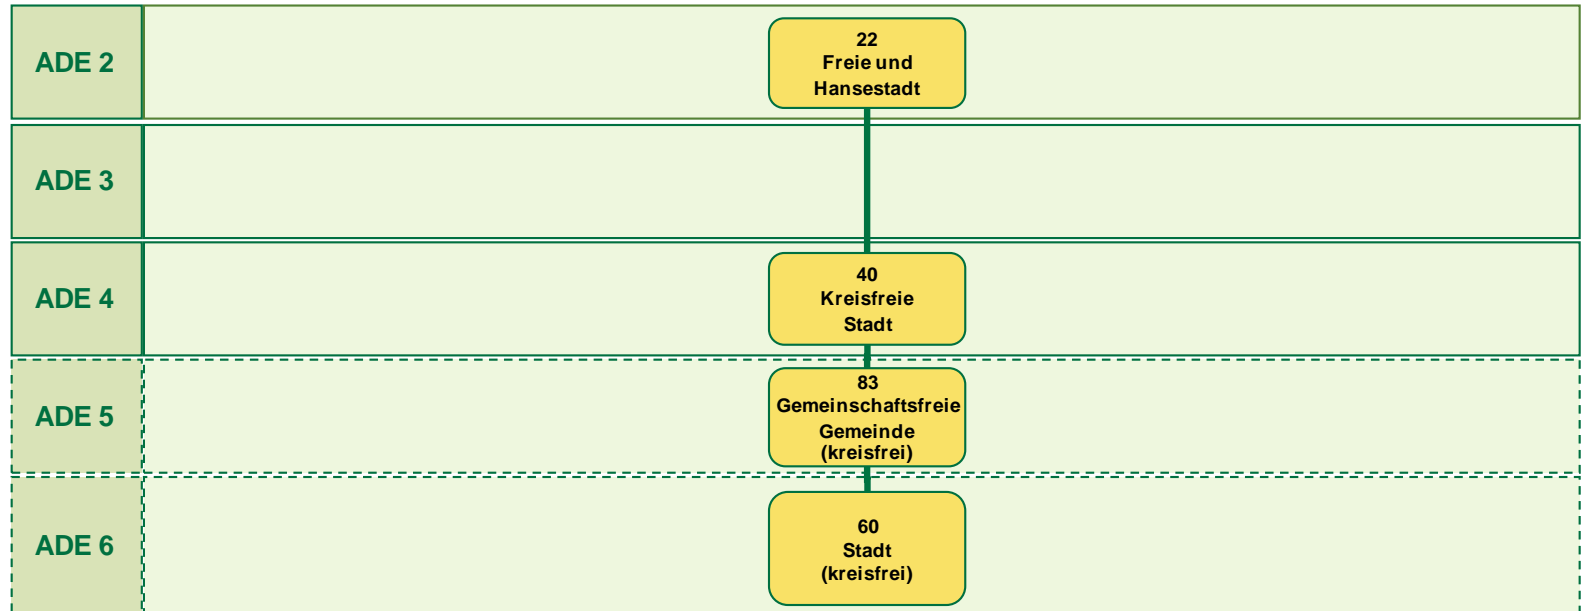 ADE 2
22
Freie und
Hansestadt
ADE 3
ADE 4
40
Kreisfreie
Stadt
ADE 5
83
Gemeinschaftsfreie
Gemeinde
(kreisfrei)
ADE 6
60
Stadt
(kreisfrei)